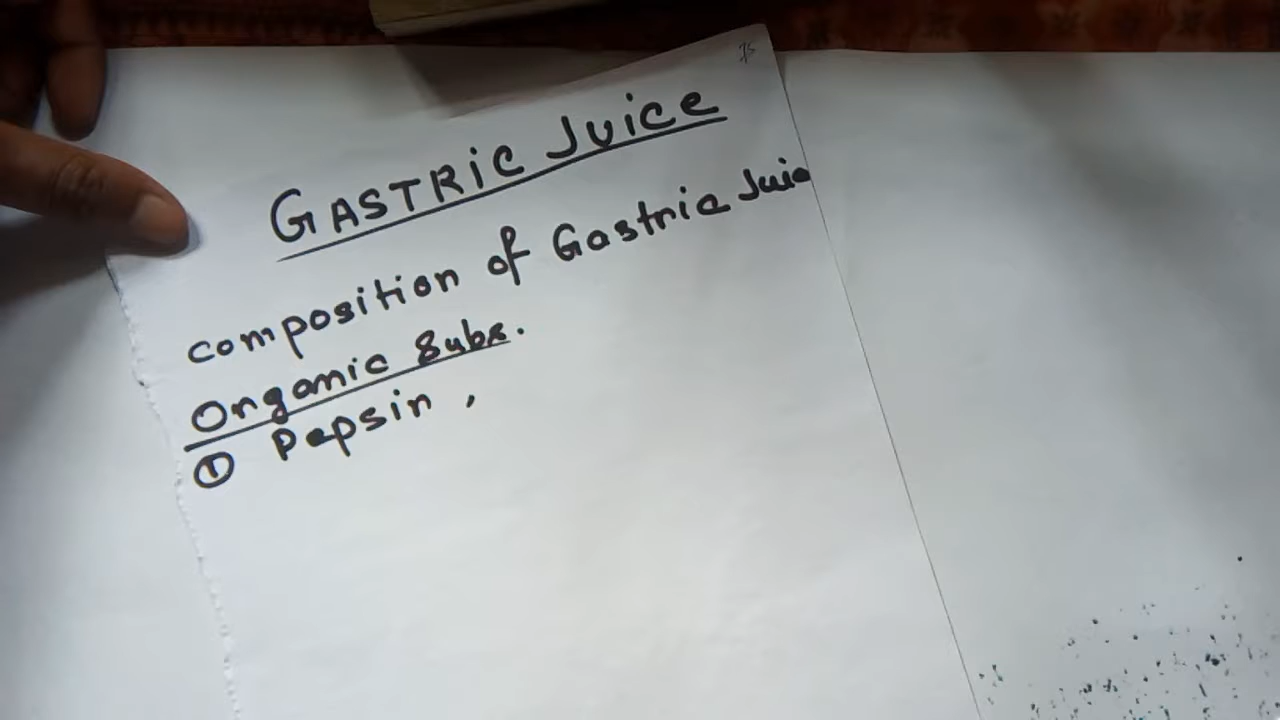 GASTRIC JUICE
composition of Gastric Juic
Organic Subs.
① Pepsin ,